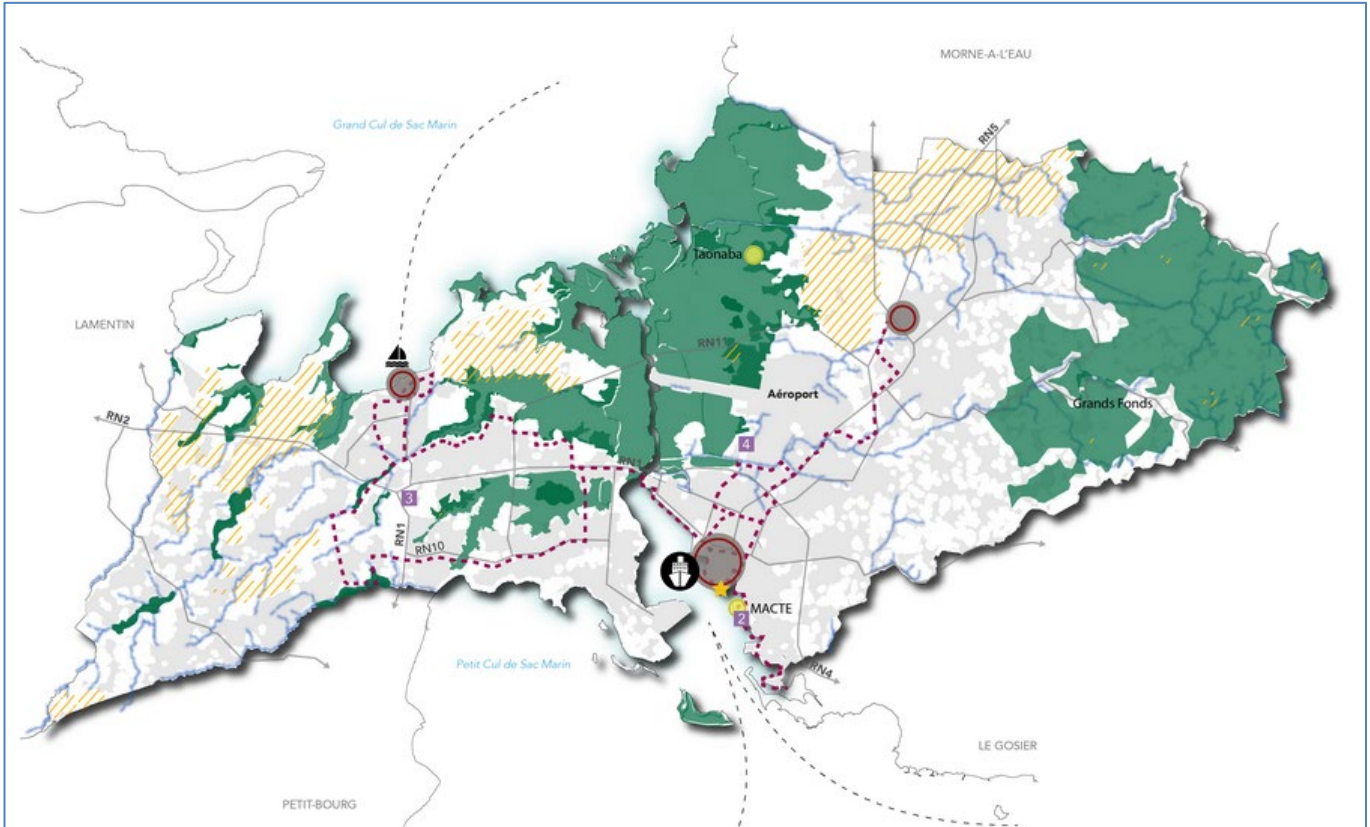 MORNE-A-L'EAU
Grand Cul de Sac Marin
RN5
Taonaba
LAMENTIN
RN11
Aéroport
Grands Fonds
RN2
4
RN1
3
RN1
RN10
MACTE
2
Petit Cul de Sac Marin
RN4
LE GOSIER
PETIT-BOURG